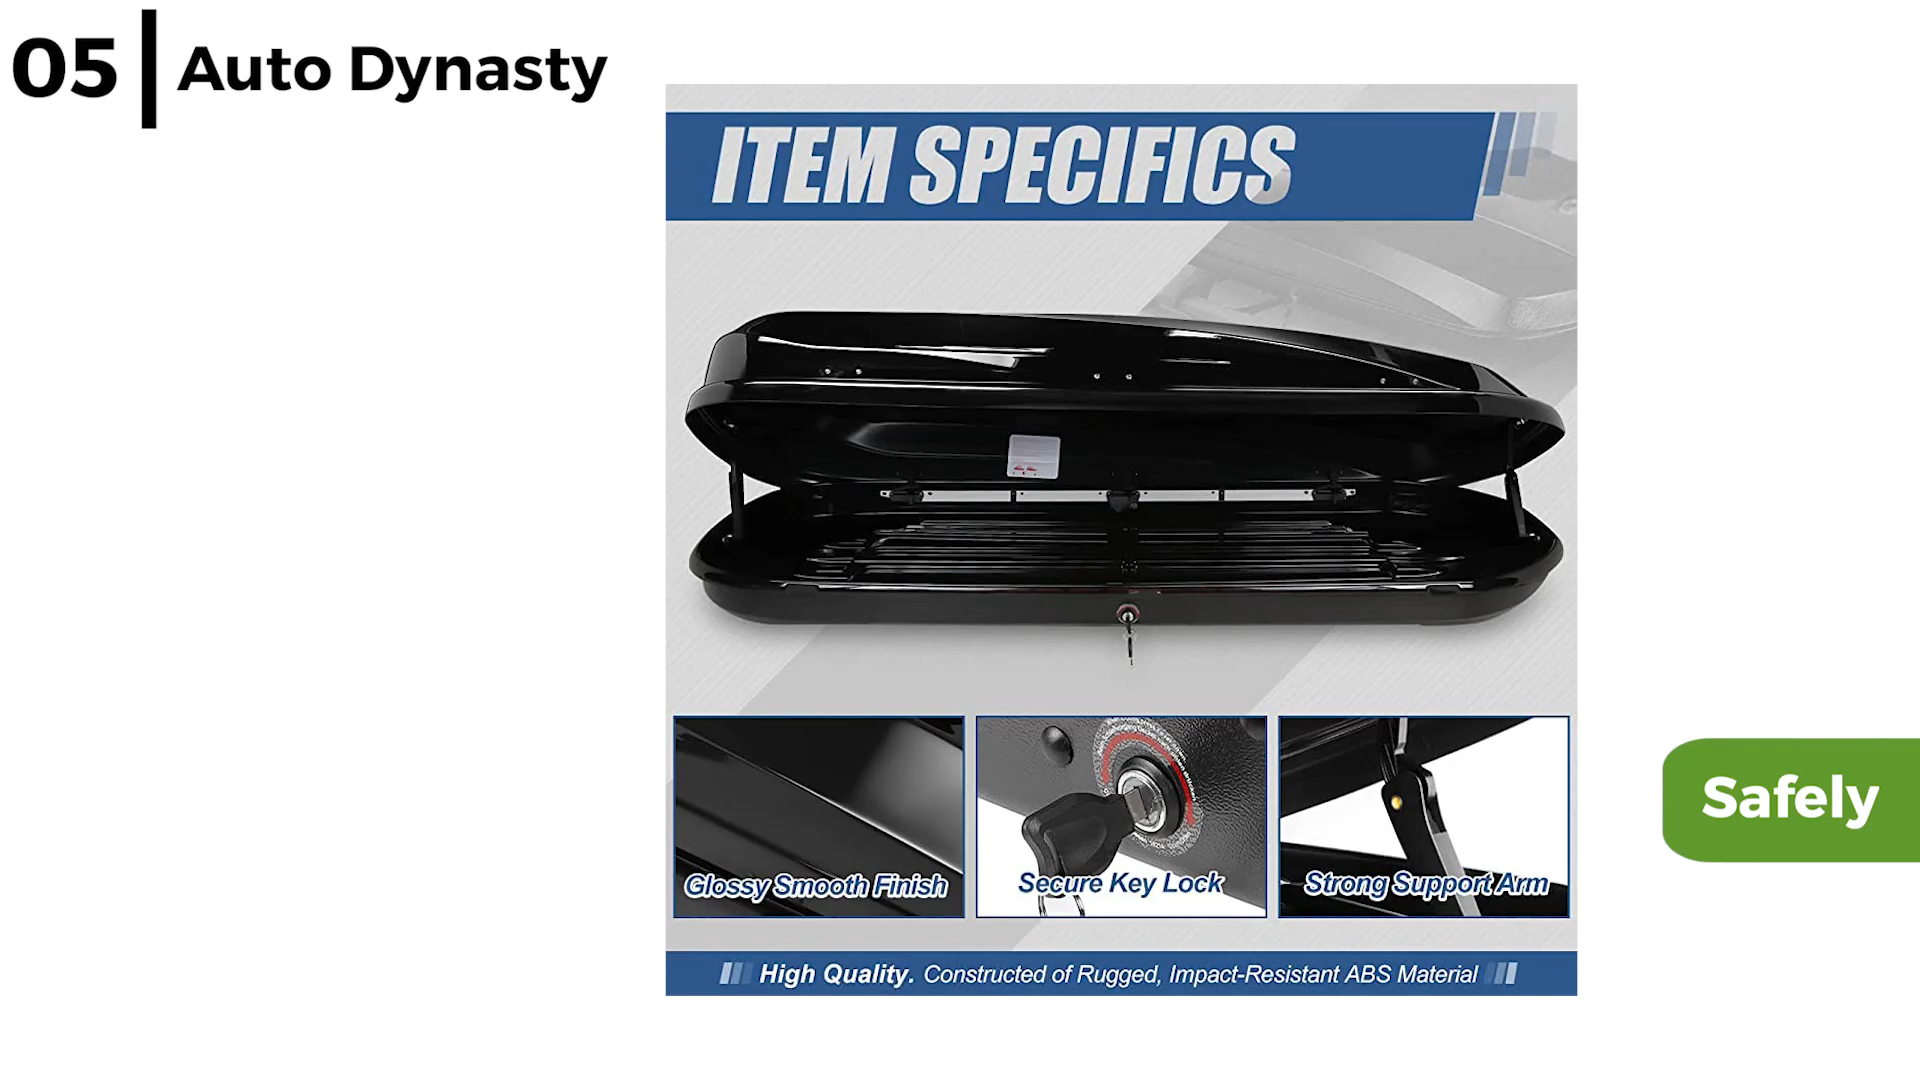 05 Auto Dynasty
ITEM SPECIFICS
Safely
Glossy Smooth Finish
Secure Key Lock
Strong Support Arm
High Quality. Constructed of Rugged, Impact-Resistant ABS Material